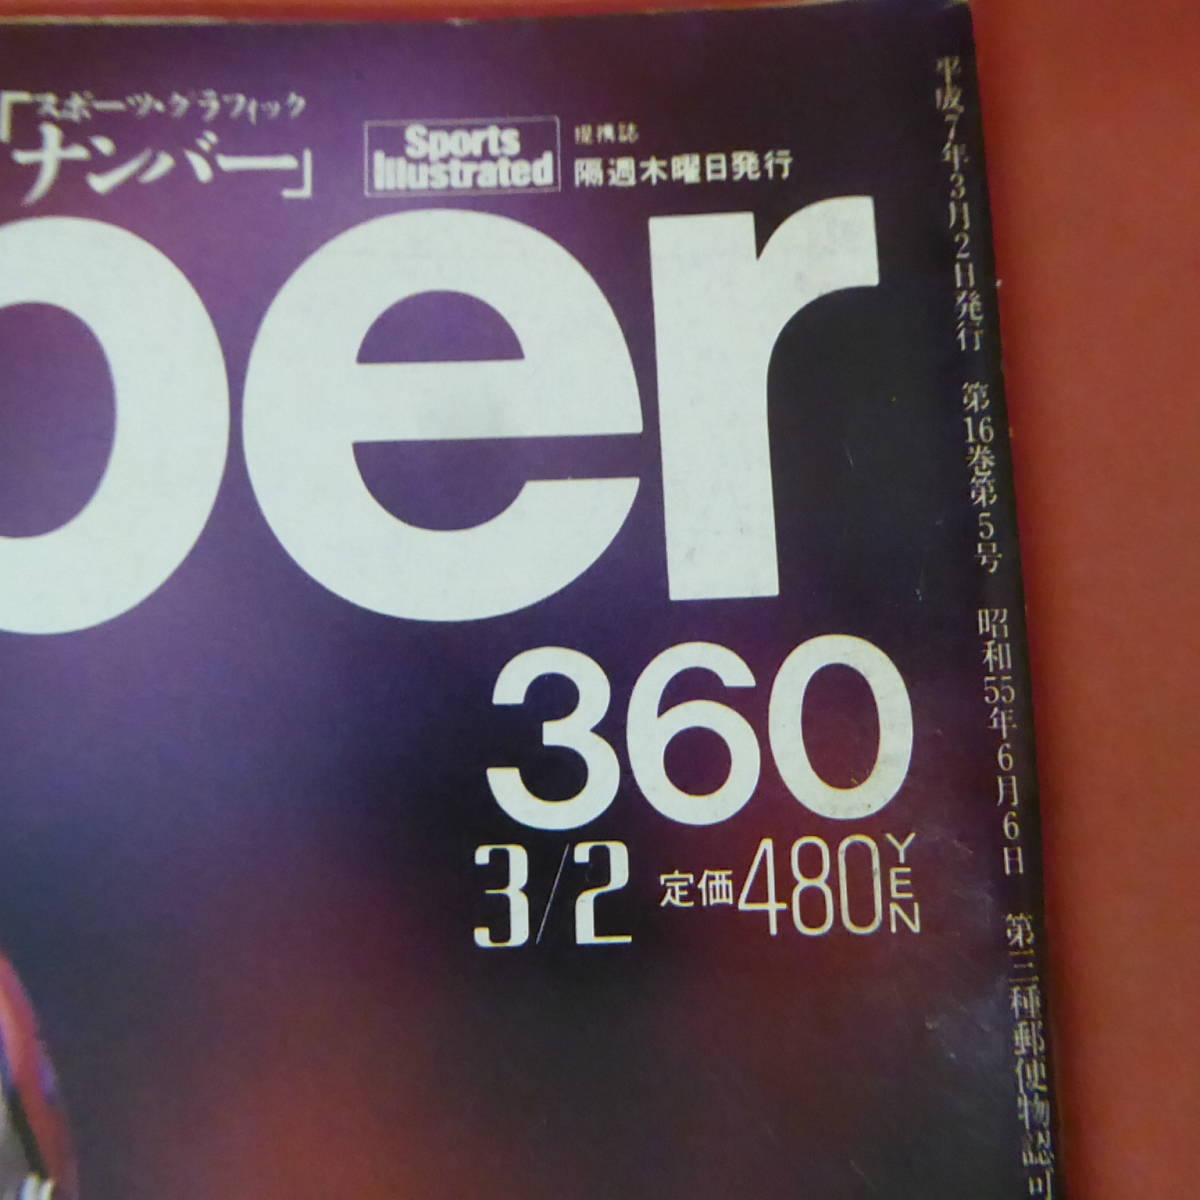 スポーツ・グラフィック
「ナンバー」
Sports
Illustrated
提携誌
隔週木曜日発行
ber
360
3/2
定価480YEN
平成7年3月2日発行 第16巻第5号 昭和55年6月6日 第三種郵便物認可